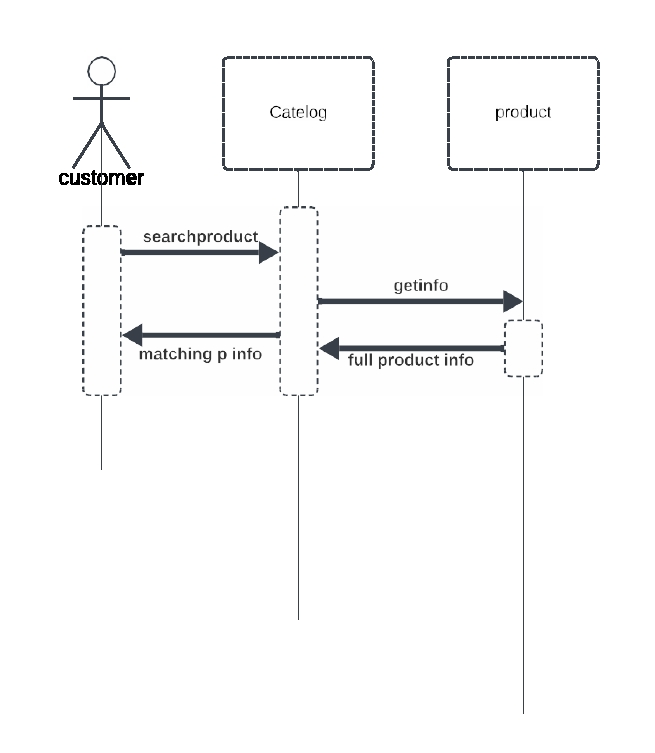 Catelog
product
customer
searchproduct
getinfo
matching p info
full product info